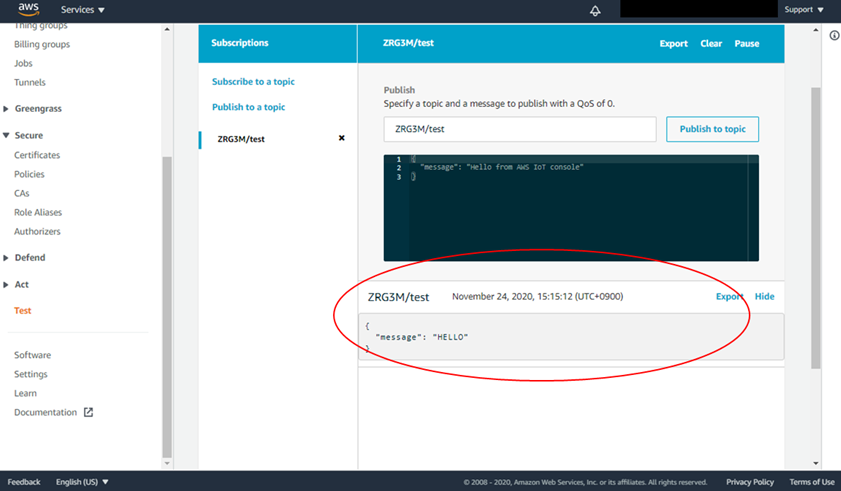 aws
Services
Support
Thing groups
Billing groups
Jobs
Tunnels
Greengrass
Secure
Certificates
Policies
CAs
Role Aliases
Authorizers
Defend
Act
Test
Software
Settings
Learn
Documentation
Subscriptions
Subscribe to a topic
Publish to a topic
ZRG3M/test
ZRG3M/test
Export Clear Pause
Publish
Specify a topic and a message to publish with a QoS of 0.
ZRG3M/test
Publish to topic
1 {
2 "message": "Hello from AWS IoT console"
3 }
ZRG3M/test November 24, 2020, 15:15:12 (UTC+0900) Export Hide
{
"message": "HELLO"
}
Feedback English (US) © 2008 - 2020, Amazon Web Services, Inc. or its affiliates. All rights reserved. Privacy Policy Terms of Use